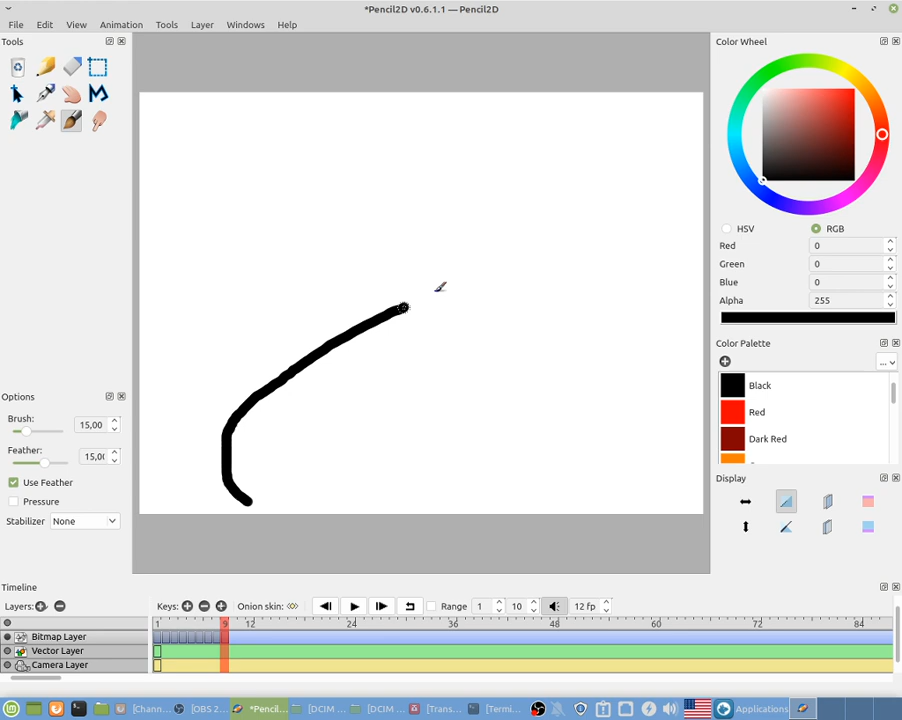 *Pencil2D v0.6.1.1 — Pencil2D
File Edit View Animation Tools Layer Windows Help
Tools
Color Wheel
HSV RGB
Red 0
Green 0
Blue 0
Alpha 255
Color Palette
...
Black
Red
Dark Red
Options
Brush: 15,00
Feather: 15,0
Use Feather
Pressure
Stabilizer None
Display
Timeline
Layers: Keys: Onion skin: Range 1 10 12 fp
1 9 12 24 36 48 60 72 84
Bitmap Layer
Vector Layer
Camera Layer
[Chann... [OBS 2... *Pencil... [DCIM ... [DCIM ... [Trans... [Termi... Applications